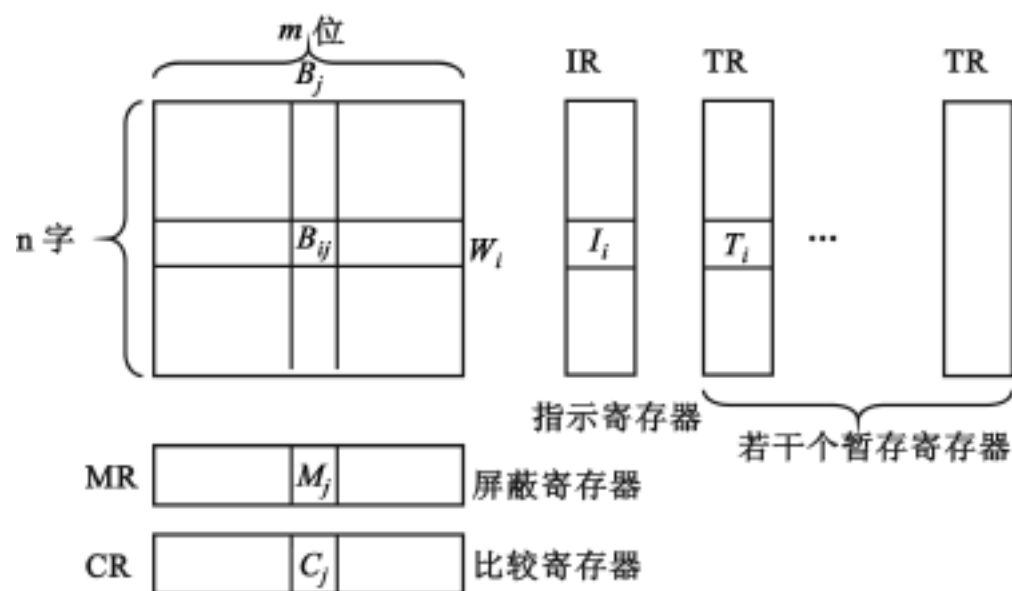 m 位
B_j
IR TR TR
n 字
B_ij W_i I_i T_i ...
指示寄存器
若干个暂存寄存器
MR M_j 屏蔽寄存器
CR C_j 比较寄存器